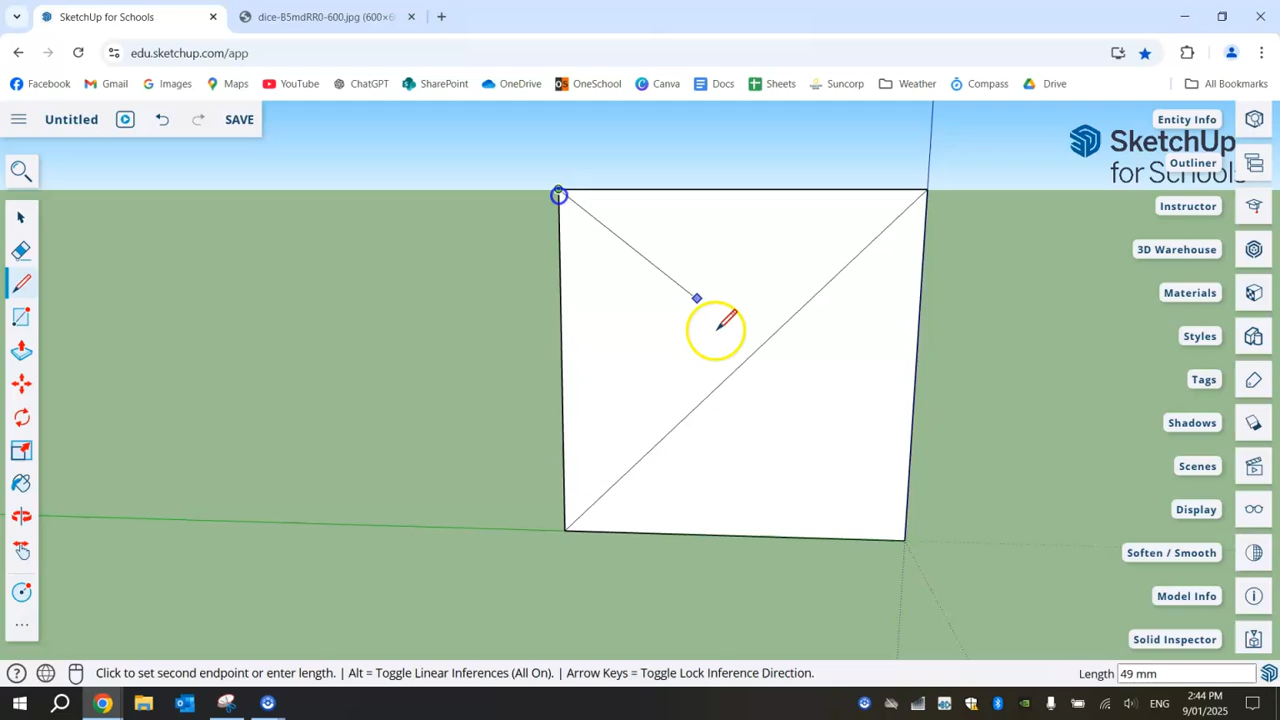 SketchUp for Schools
dice-B5mdRR0-600.jpg (600×6
edu.sketchup.com/app
Facebook Gmail Images Maps YouTube ChatGPT SharePoint OneDrive OS OneSchool Canva Docs Sheets Suncorp Weather Compass Drive All Bookmarks
Untitled SAVE
SketchUp
for Schools
Entity Info
Outliner
Instructor
3D Warehouse
Materials
Styles
Tags
Shadows
Scenes
Display
Soften / Smooth
Model Info
Solid Inspector
Click to set second endpoint or enter length. | Alt = Toggle Linear Inferences (All On). | Arrow Keys = Toggle Lock Inference Direction.
Length 49 mm
ENG
2:44 PM
9/01/2025